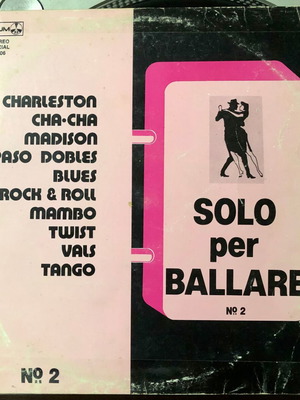 CHARLESTON
CHA·CHA
MADISON
PASO DOBLES
BLUES
ROCK & ROLL
MAMBO
TWIST
VALS
TANGO
Nº 2
SOLO
per
BALLARE
Nº 2